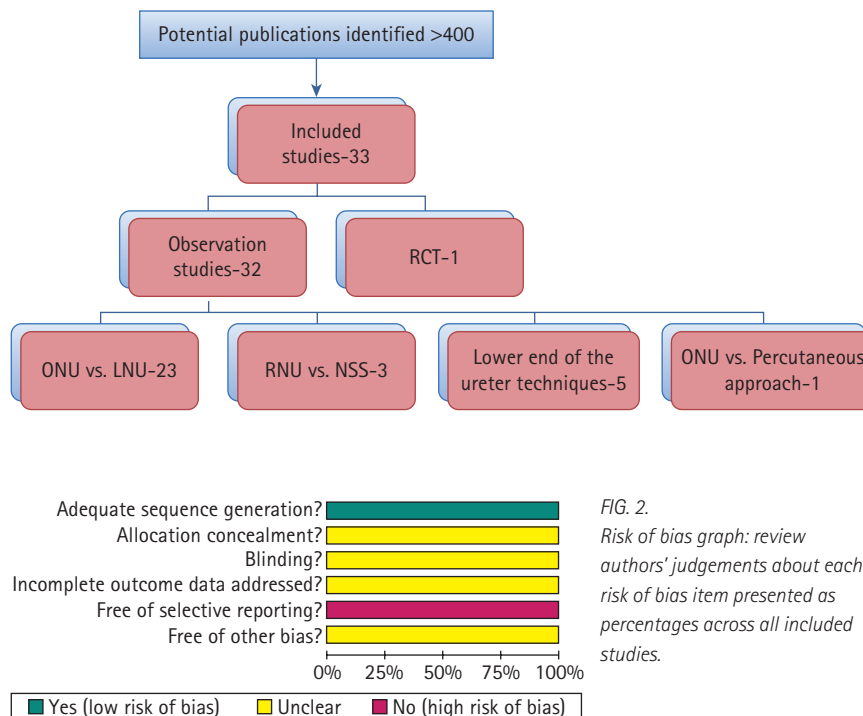 Potential publications identified >400
Included
studies-33
Observation
studies-32
RCT-1
ONU vs. LNU-23
RNU vs. NSS-3
Lower end of the
ureter techniques-5
ONU vs. Percutaneous
approach-1
Adequate sequence generation?
Allocation concealment?
Blinding?
Incomplete outcome data addressed?
Free of selective reporting?
Free of other bias?
0% 25% 50% 75% 100%
Yes (low risk of bias) Unclear No (high risk of bias)
FIG. 2.
Risk of bias graph: review
authors' judgements about each
risk of bias item presented as
percentages across all included
studies.